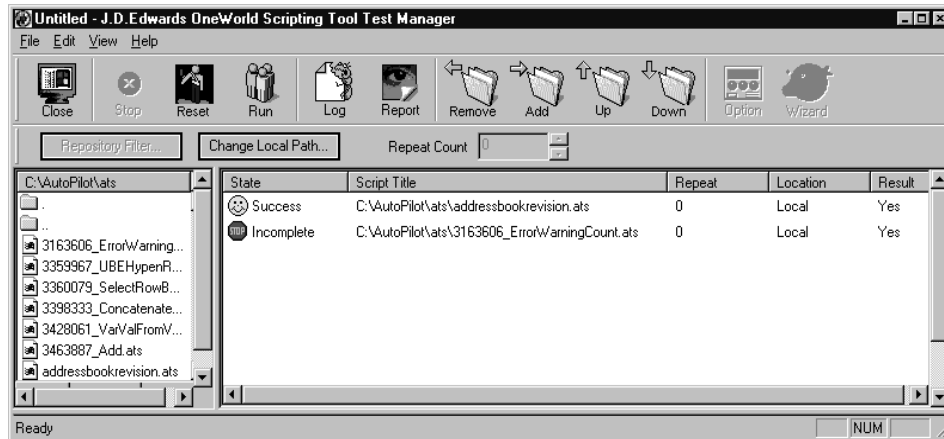 Untitled - J.D.Edwards OneWorld Scripting Tool Test Manager
File Edit View Help
Close Stop Reset Run Log Report Remove Add Up Down Option Wizard
Repository Filter... Change Local Path... Repeat Count 0
C:\AutoPilot\ats State Script Title Repeat Location Result
.
Success C:\AutoPilot\ats\addressbookrevision.ats 0 Local Yes
..
STOP Incomplete C:\AutoPilot\ats\3163606_ErrorWarningCount.ats 0 Local Yes
3163606_ErrorWarning...
3359967_UBEHypenR...
3360079_SelectRowB...
3398333_Concatenate...
3428061_VarValFromV...
3463887_Add.ats
addressbookrevision.ats
Ready NUM